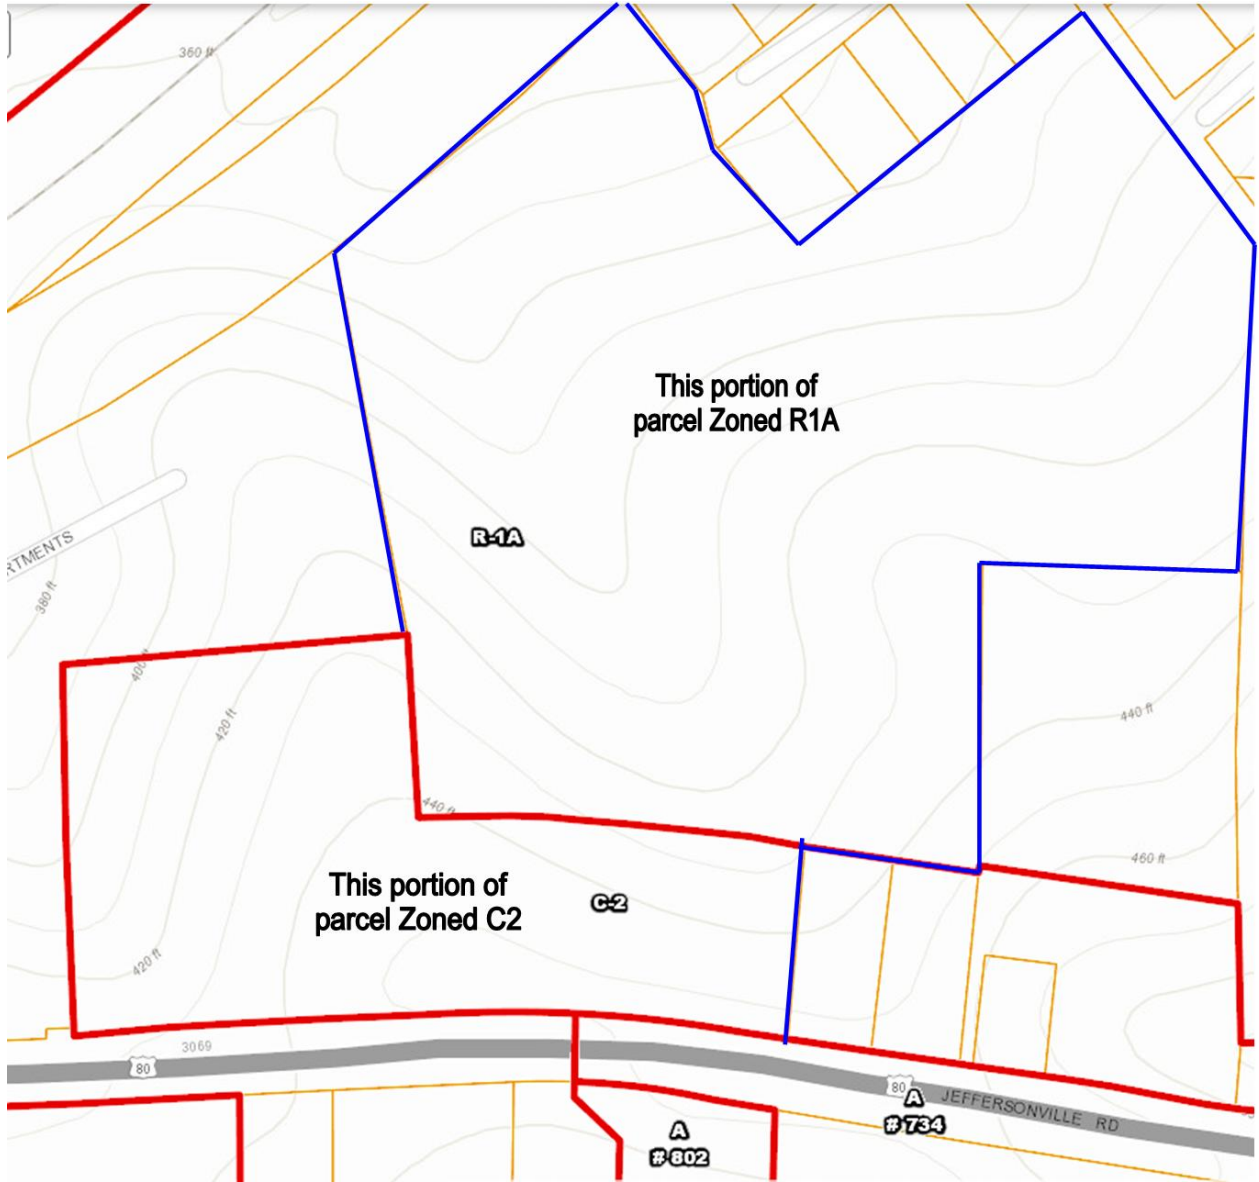 360 ft
This portion of
parcel Zoned R1A
R-1A
RTMENTS
380 ft
400 ft
420 ft
440 ft
440 ft
460 ft
This portion of
parcel Zoned C2
C-2
420 ft
3069
80
80
JEFFERSONVILLE RD
A
# 734
A
# 802